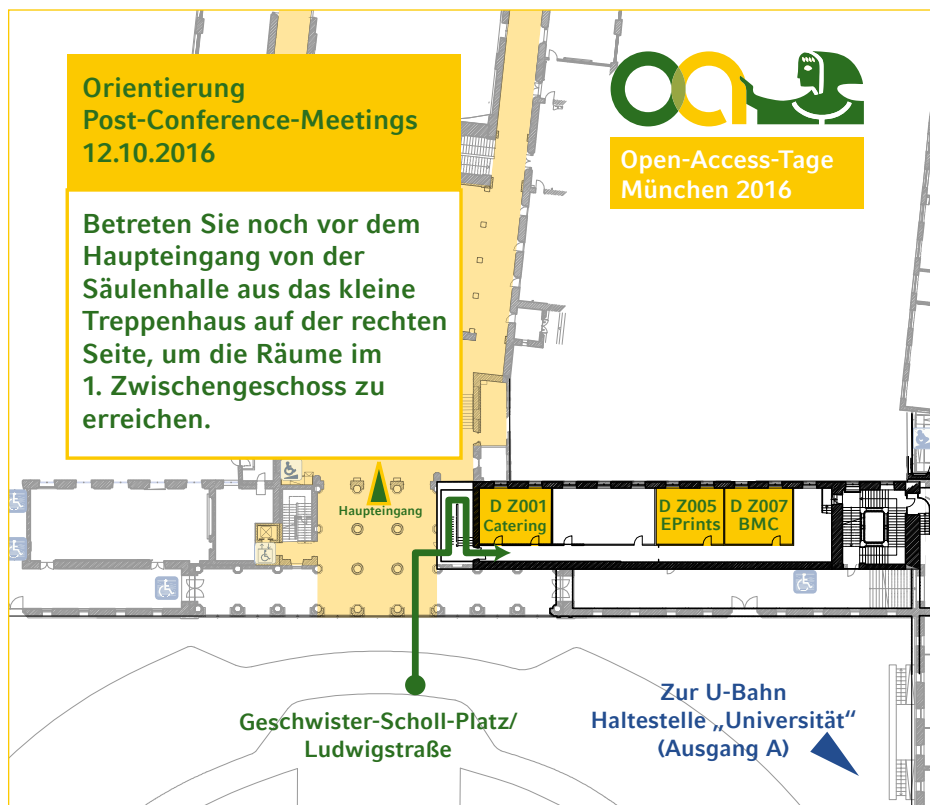 Orientierung
Post-Conference-Meetings
12.10.2016
Betreten Sie noch vor dem
Haupteingang von der
Säulenhalle aus das kleine
Treppenhaus auf der rechten
Seite, um die Räume im
1. Zwischengeschoss zu
erreichen.
oa
Open-Access-Tage
München 2016
Haupteingang
D Z001
Catering
D Z005
EPrints
D Z007
BMC
Geschwister-Scholl-Platz/
Ludwigstraße
Zur U-Bahn
Haltestelle „Universität“
(Ausgang A)